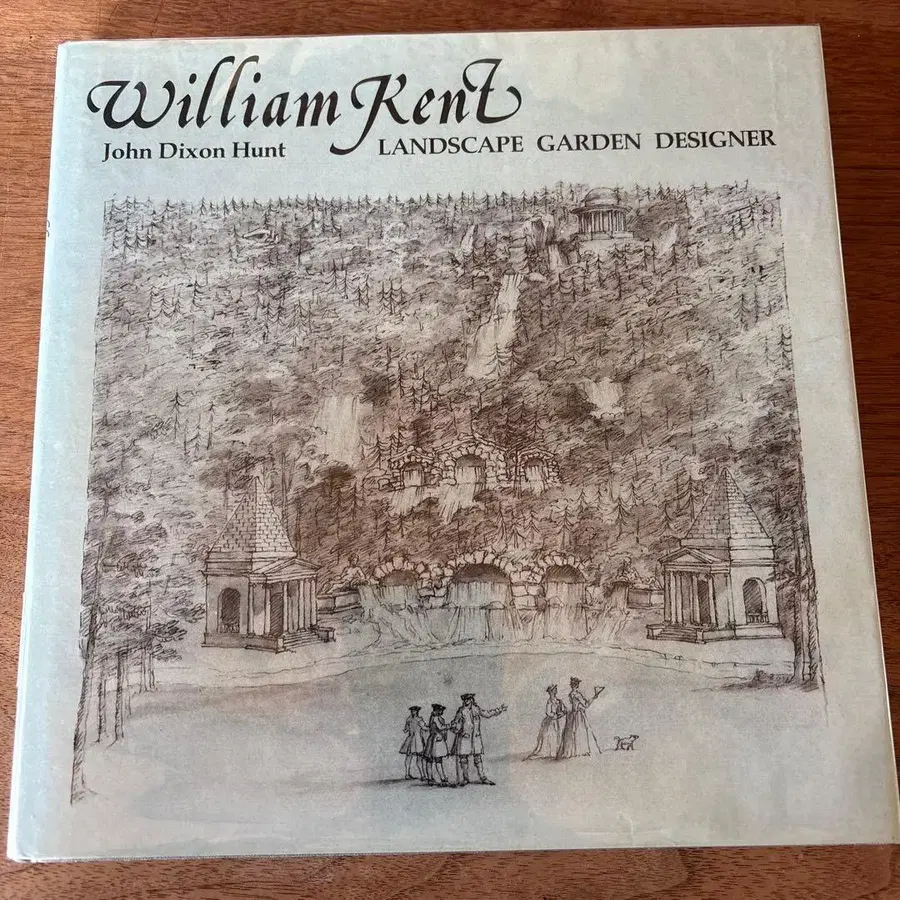 William Kent
John Dixon Hunt LANDSCAPE GARDEN DESIGNER